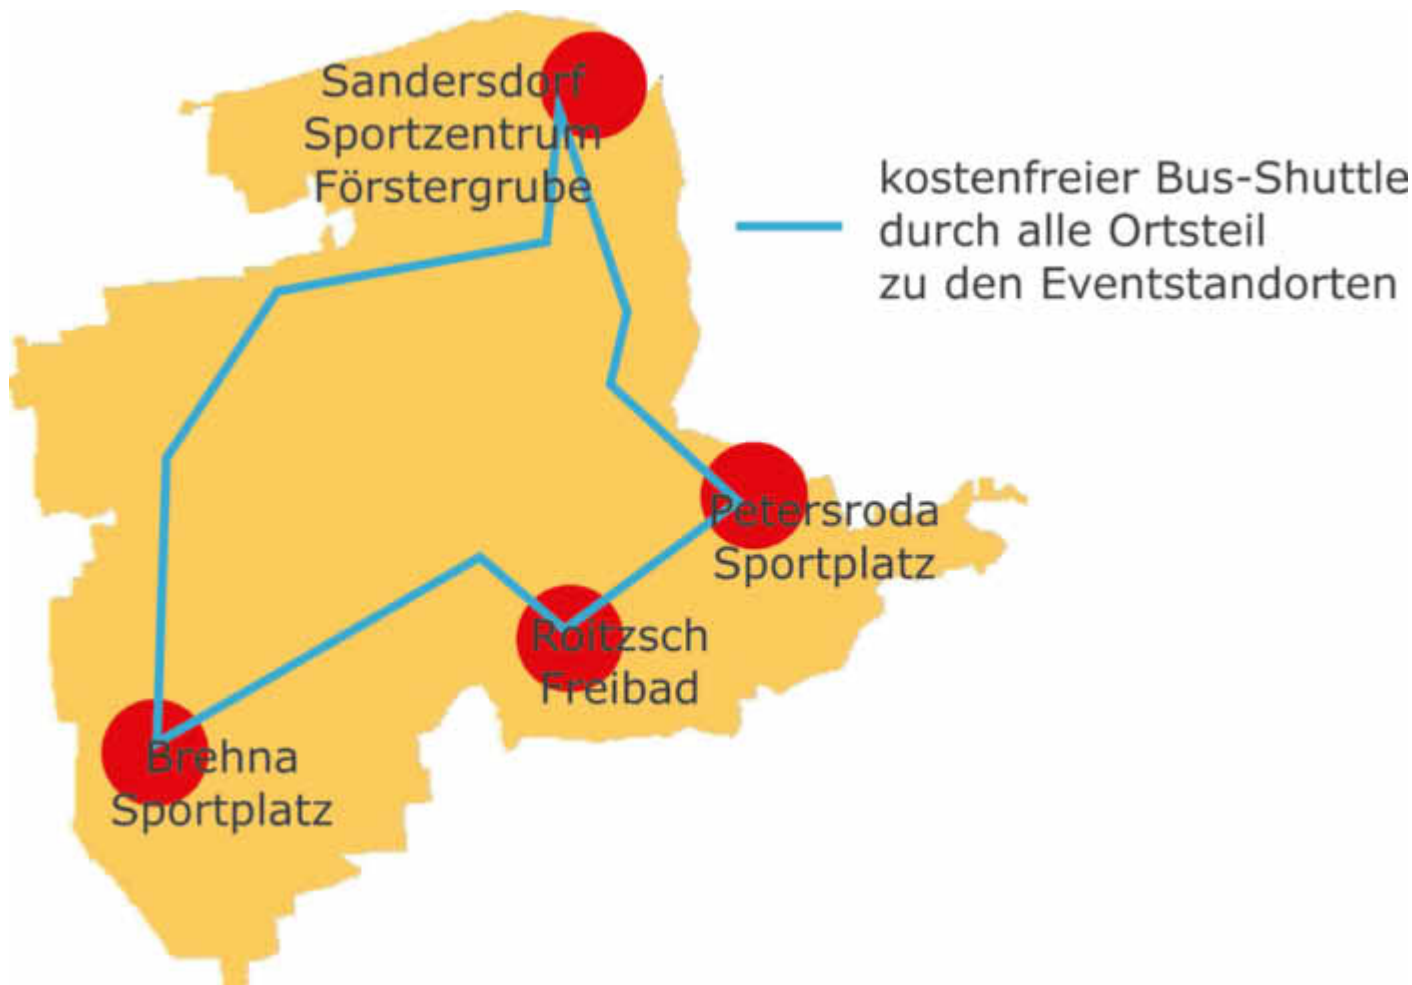 Sandersdorf
Sportzentrum
Förstergrube
kostenfreier Bus-Shuttle
durch alle Ortsteil
zu den Eventstandorten
Petersroda
Sportplatz
Roitzsch
Freibad
Brehna
Sportplatz